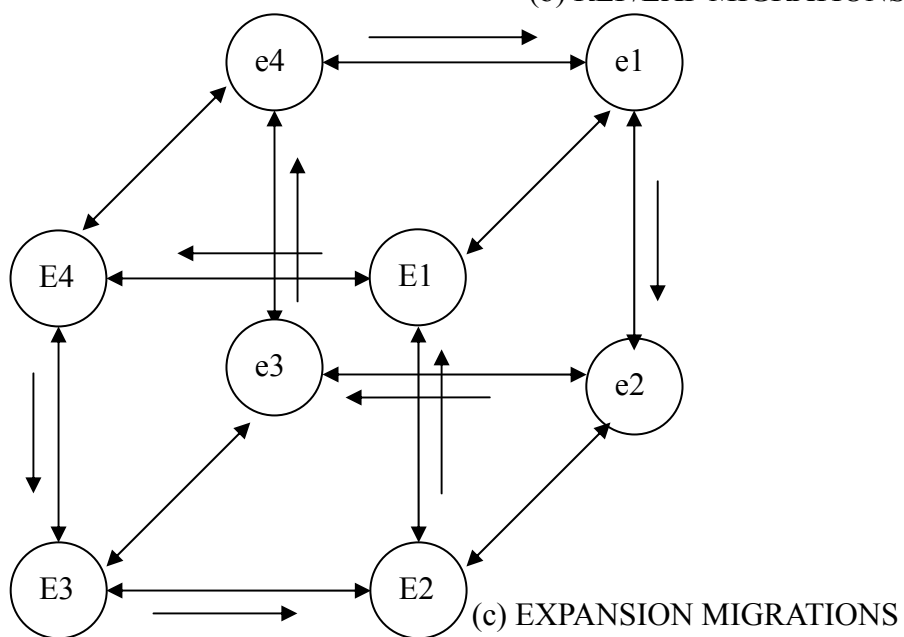 e4 e1
E4 E1
e3 e2
E3 E2
(c) EXPANSION MIGRATIONS